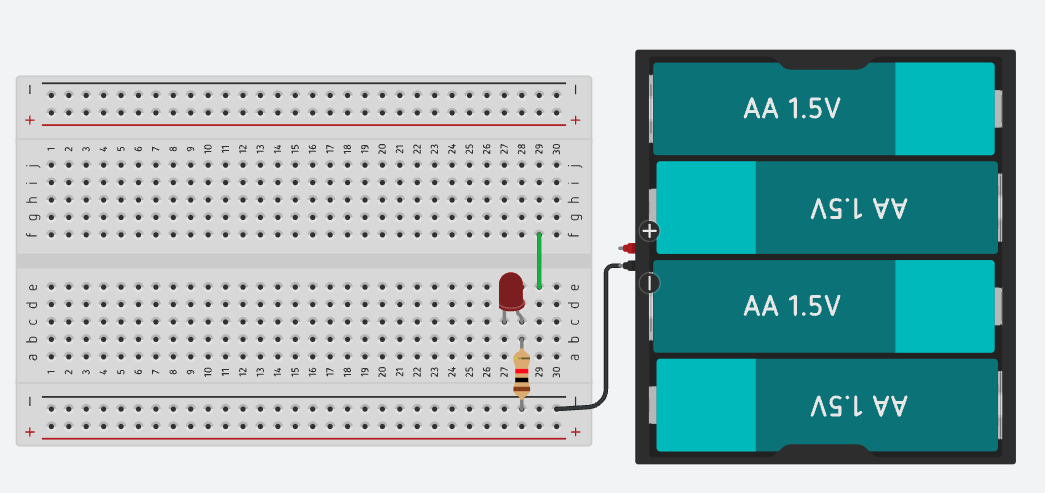 − −
+ +
1 2 3 4 5 6 7 8 9 10 11 12 13 14 15 16 17 18 19 20 21 22 23 24 25 26 27 28 29 30
j j
i i
h h
g g
f f
e e
d d
c c
b b
a a
1 2 3 4 5 6 7 8 9 10 11 12 13 14 15 16 17 18 19 20 21 22 23 24 25 26 27 28 29 30
− −
+ +
AA 1.5V
AA 1.5V
+
−
AA 1.5V
AA 1.5V